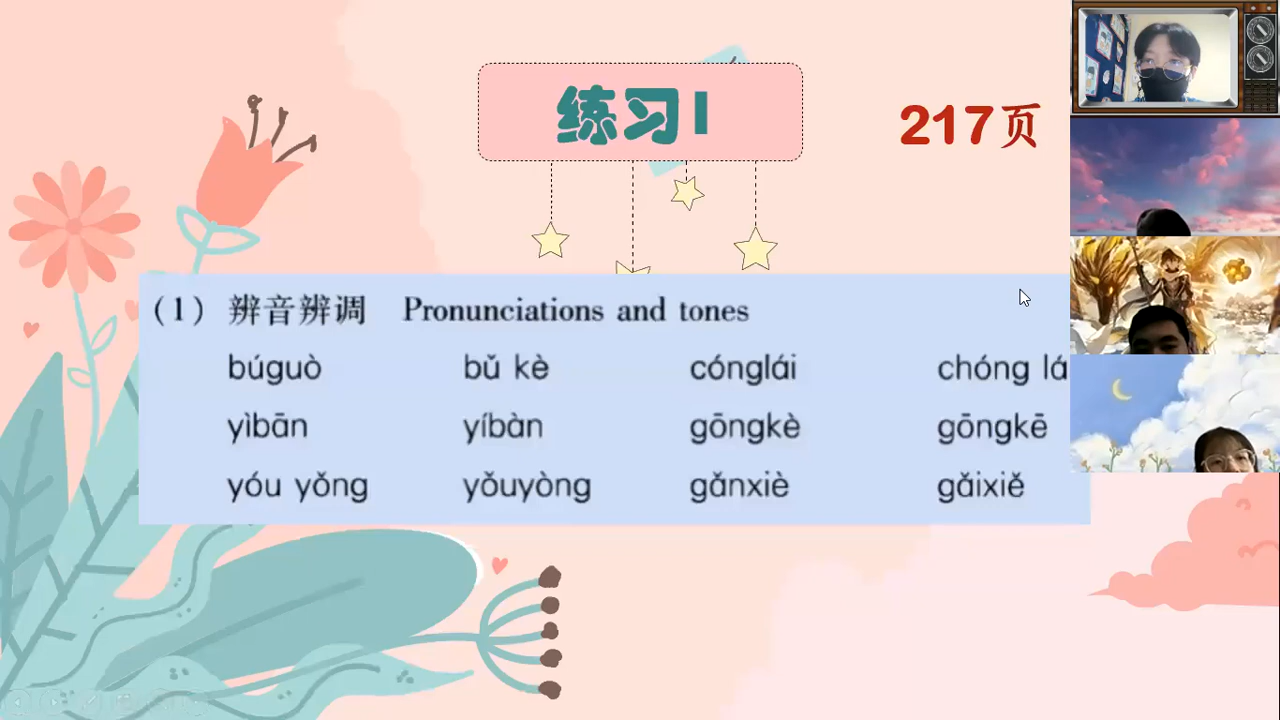 练习1
217页
(1) 辨音辨调 Pronunciations and tones
búguò bǔ kè cónglái chóng
yìbān yíbàn gōngkè gōngkē
yóu yǒng yǒuyòng gǎnxiè gǎixiě